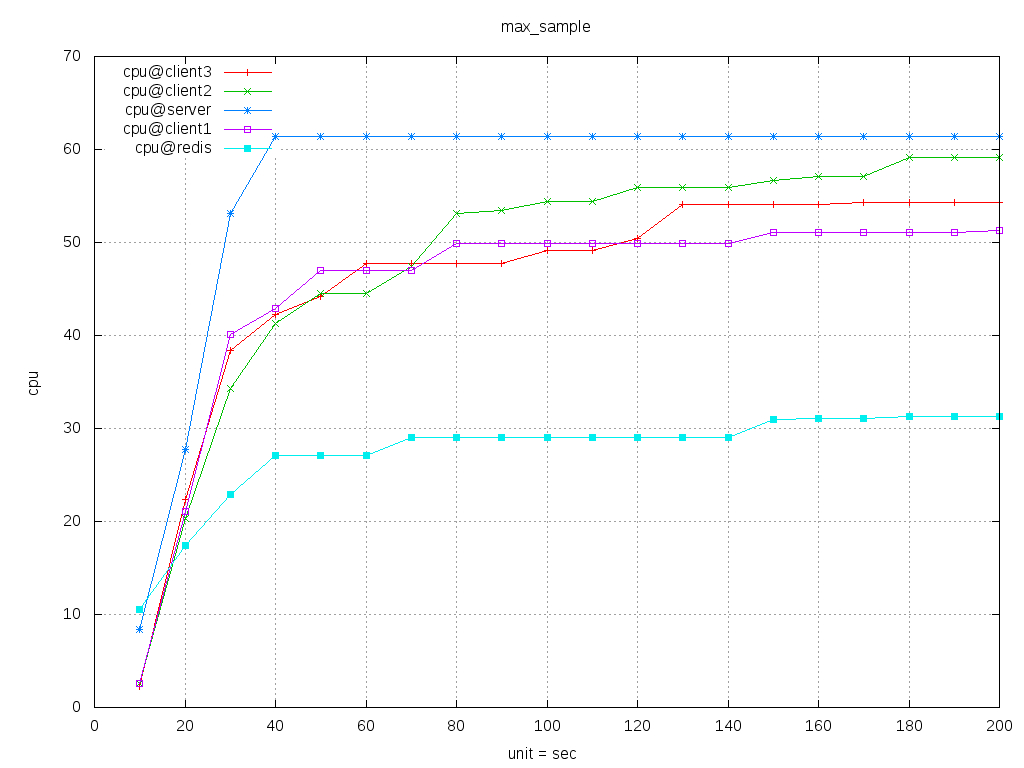 max_sample
cpu@client3
cpu@client2
cpu@server
cpu@client1
cpu@redis
70
60
50
40
30
20
10
0
cpu
0 20 40 60 80 100 120 140 160 180 200
unit = sec